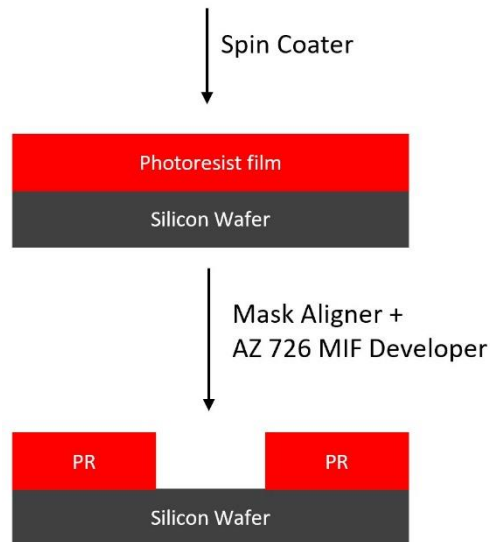 Spin Coater
Photoresist film
Silicon Wafer
Mask Aligner +
AZ 726 MIF Developer
PR PR
Silicon Wafer